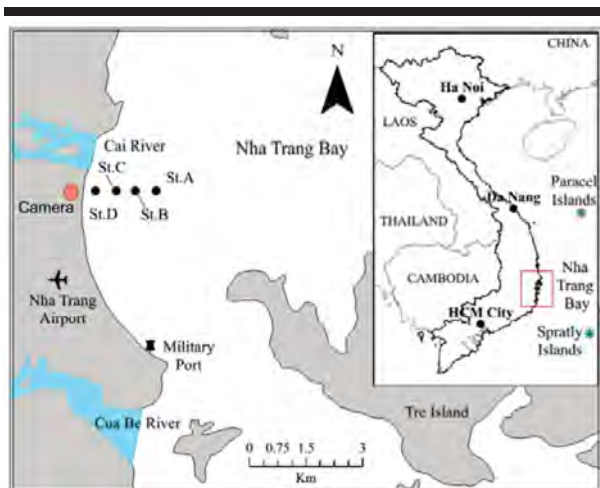 N
Cai River
Nha Trang Bay
St.C
St.A
Camera
St.D
St.B
Nha Trang
Airport
Military
Port
Cua Be River
Tre Island
0 0.75 1.5 3
Km
CHINA
Ha Noi
LAOS
Da Nang
Paracel
Islands
THAILAND
CAMBODIA
Nha
Trang
Bay
HCM City
Spratly
Islands